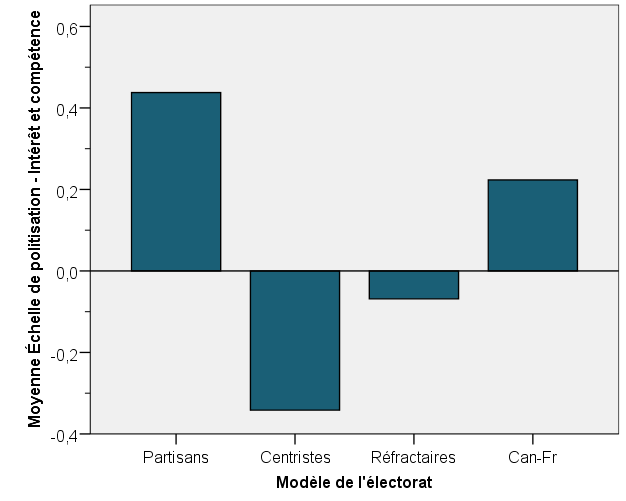 Moyenne Échelle de politisation - Intérêt et compétence
0,6
0,4
0,2
0,0
-0,2
-0,4
Partisans
Centristes
Réfractaires
Can-Fr
Modèle de l'électorat